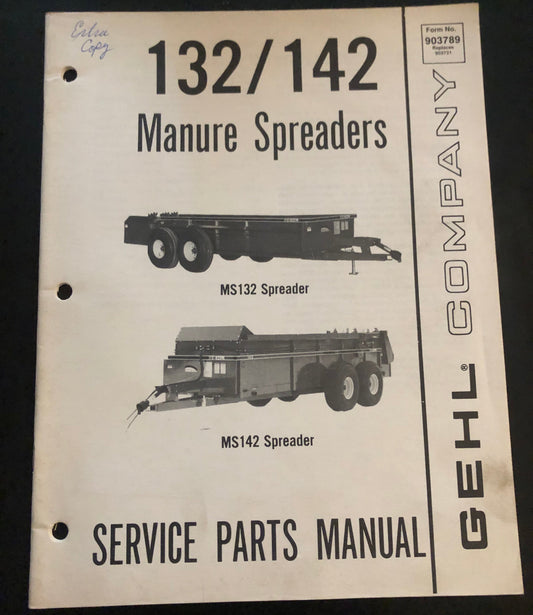 Extra
Copy
132/142
Manure Spreaders
Form No.
903789
Replaces
MS132 Spreader
MS142 Spreader
SERVICE PARTS MANUAL
GEHL® COMPANY